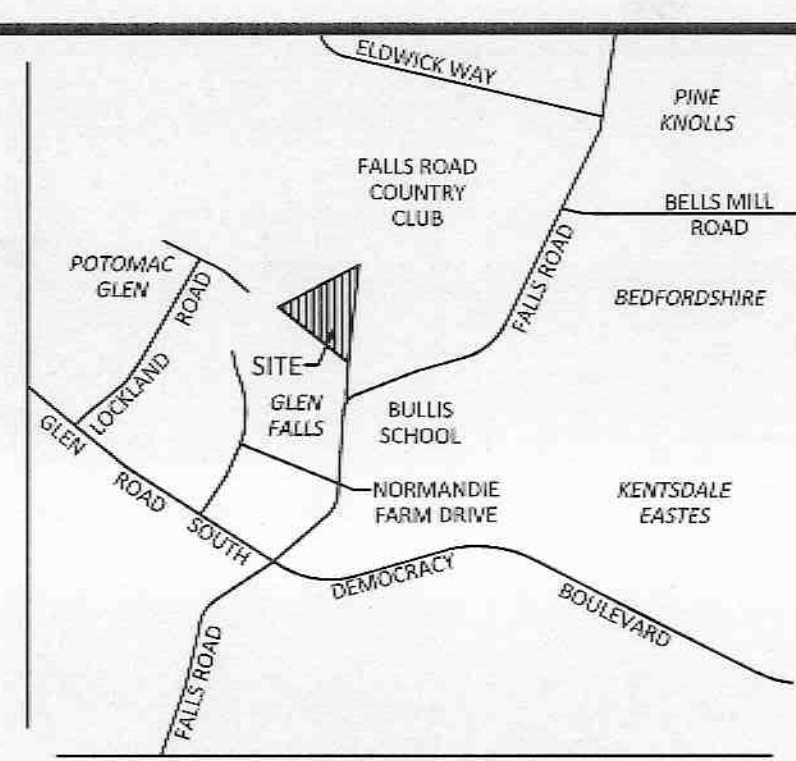 ELDWICK WAY
PINE
KNOLLS
FALLS ROAD
COUNTRY
CLUB
BELLS MILL
ROAD
POTOMAC
GLEN
ROAD
FALLS ROAD
BEDFORDSHIRE
SITE
LOCKLAND
GLEN
FALLS
BULLIS
SCHOOL
GLEN
ROAD
SOUTH
NORMANDIE
FARM DRIVE
KENTSDALE
EASTES
DEMOCRACY
BOULEVARD
FALLS ROAD